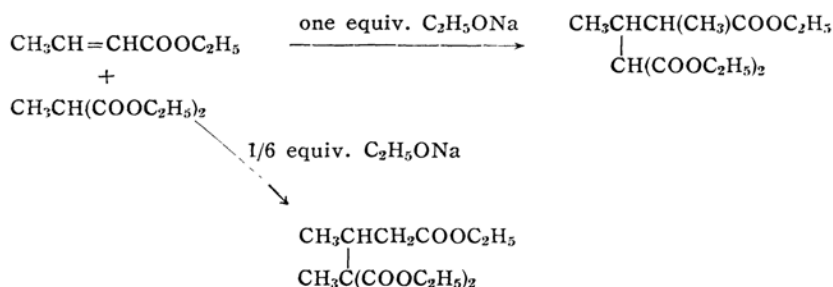 one equiv. C₂H₅ONa
CH₃CH=CHCOOC₂H₅
CH₃CHCH(CH₃)COOC₂H₅
+
CH(COOC₂H₅)₂
CH₃CH(COOC₂H₅)₂
1/6 equiv. C₂H₅ONa
CH₃CHCH₂COOC₂H₅
CH₃C(COOC₂H₅)₂